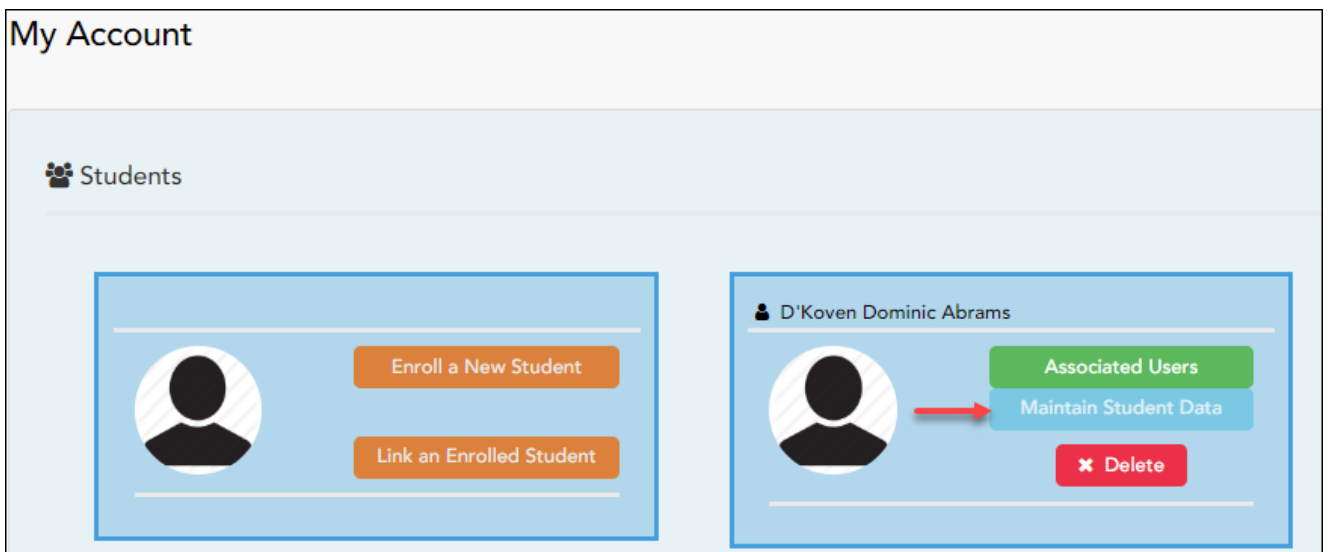 My Account
Students
Enroll a New Student
Link an Enrolled Student
D'Koven Dominic Abrams
Associated Users
Maintain Student Data
Delete